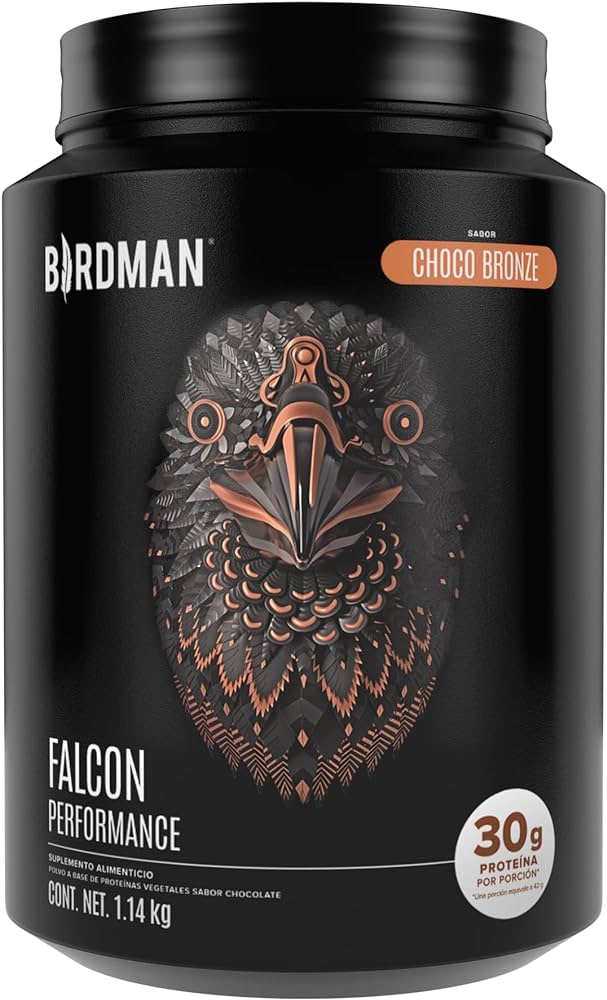 BIRDMAN®
SABOR
CHOCO BRONZE
FALCON
PERFORMANCE
SUPLEMENTO ALIMENTICIO
POLVO A BASE DE PROTEÍNAS VEGETALES SABOR CHOCOLATE
CONT. NET. 1.14 kg
30g
PROTEÍNA
POR PORCIÓN*
*Una porción equivale a 42 g